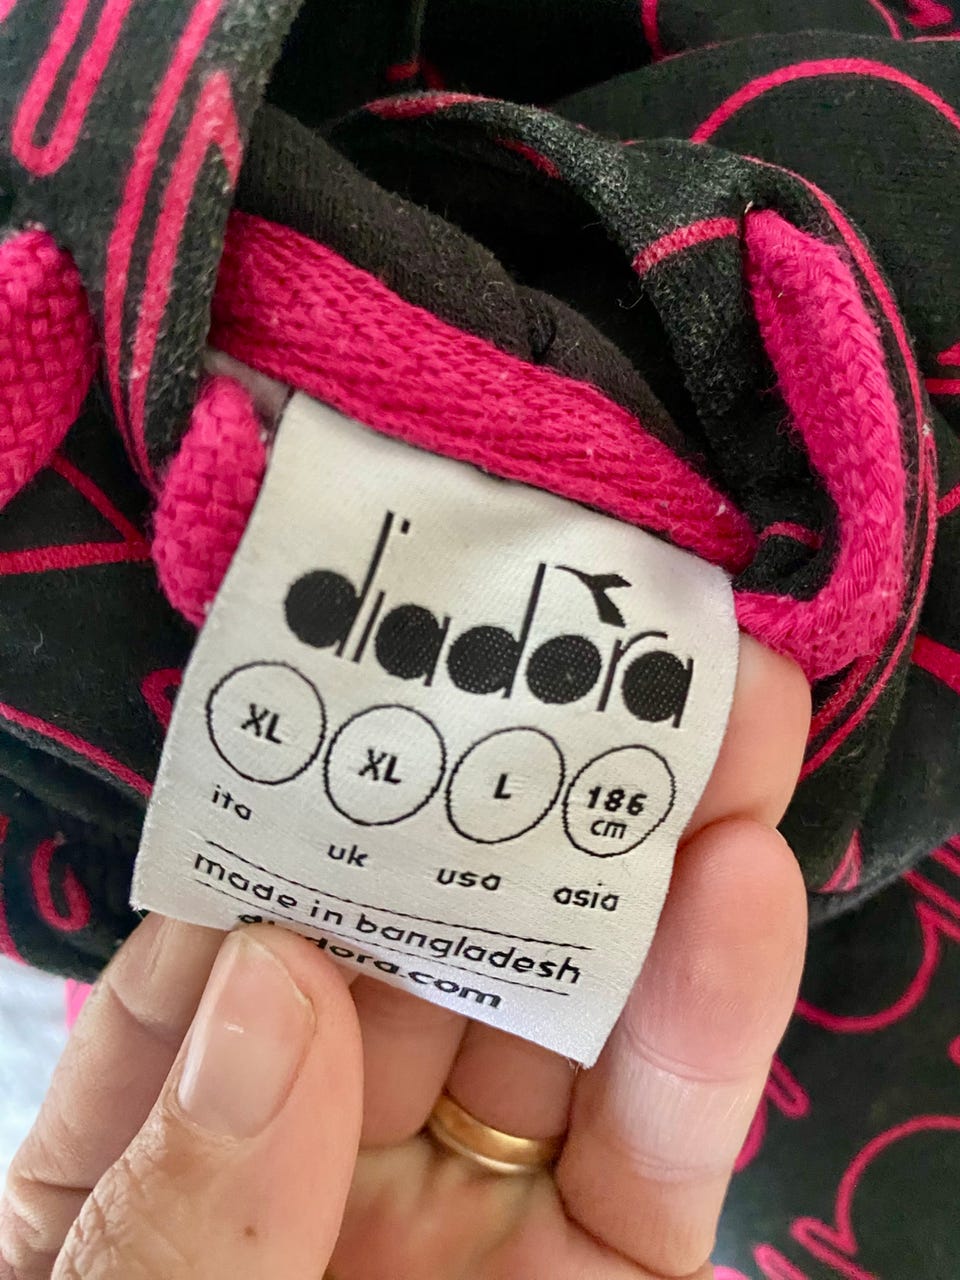 diadora
XL XL L 186 cm
ita uk usa asia
made in bangladesh
diadora.com